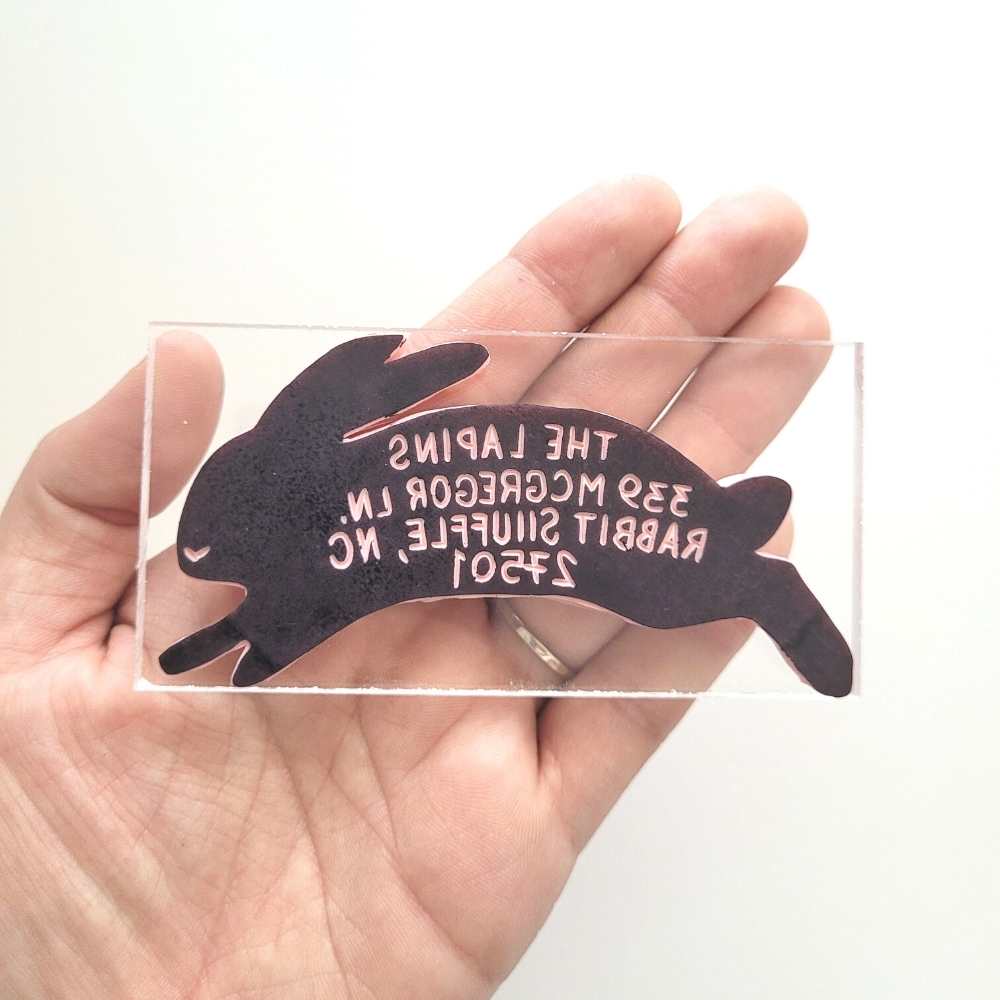 THE LAPINS
339 MCGREGOR LN.
RABBIT SHUFFLE, NC
27501